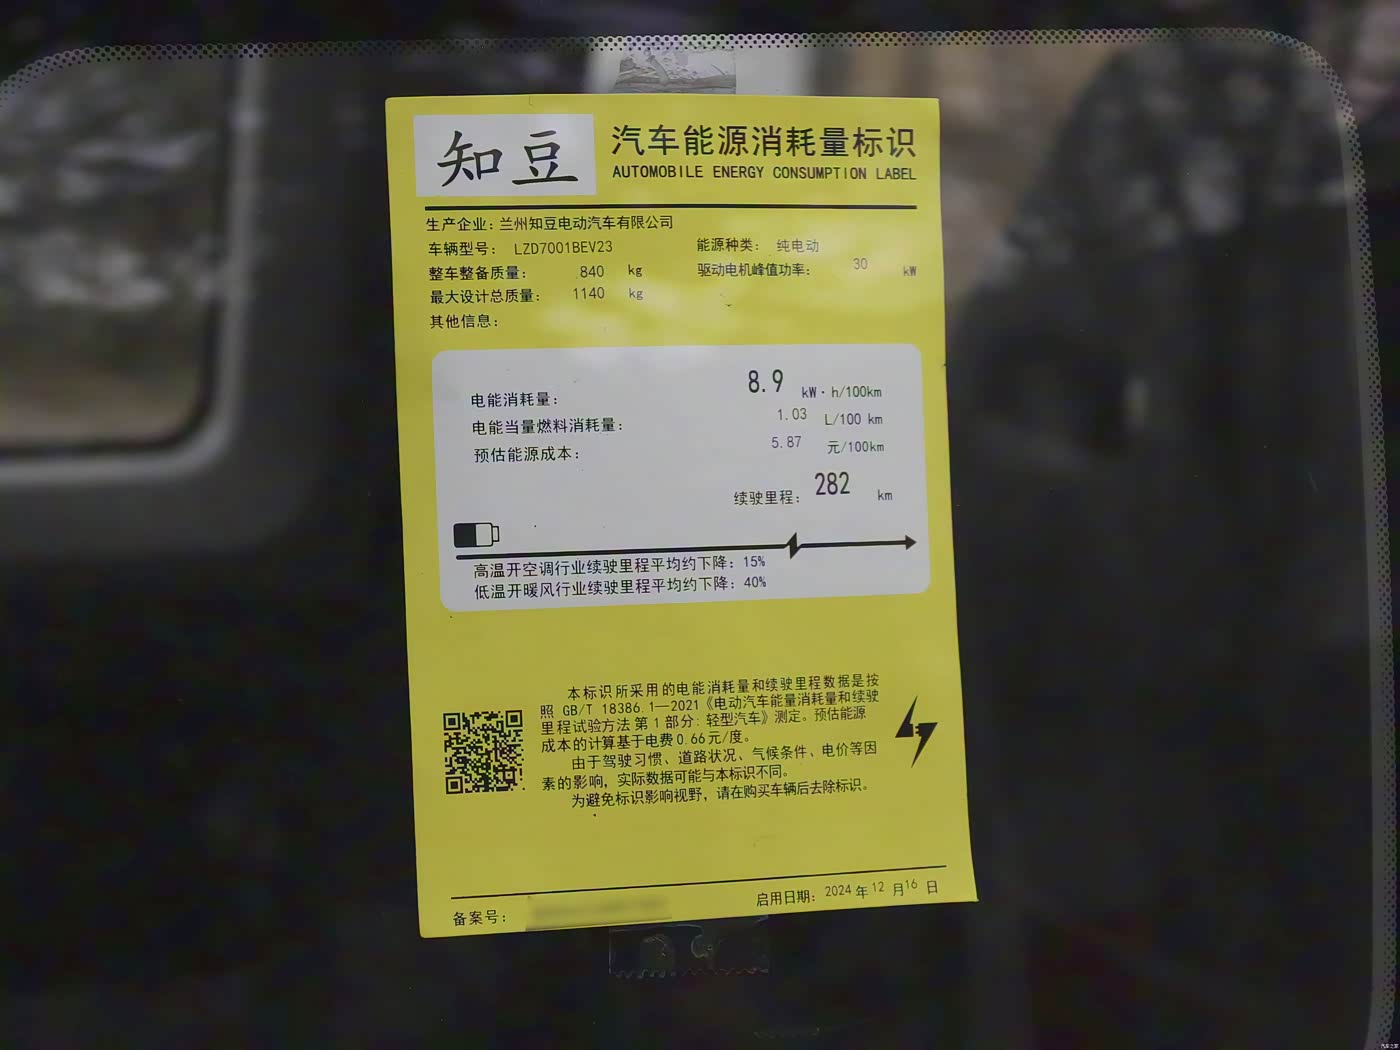 知豆
汽车能源消耗量标识
AUTOMOBILE ENERGY CONSUMPTION LABEL
生产企业：兰州知豆电动汽车有限公司
车辆型号： LZD7001BEV23 能源种类： 纯电动
整车整备质量： 840 kg 驱动电机峰值功率： 30 kW
最大设计总质量： 1140 kg
其他信息：
电能消耗量： 8.9 kW·h/100km
电能当量燃料消耗量： 1.03 L/100 km
预估能源成本： 5.87 元/100km
续驶里程： 282 km
高温开空调行业续驶里程平均约下降：15%
低温开暖风行业续驶里程平均约下降：40%
本标识所采用的电能消耗量和续驶里程数据是按
照 GB/T 18386.1—2021《电动汽车能量消耗量和续驶
里程试验方法 第1部分：轻型汽车》测定。预估能源
成本的计算基于电费0.66元/度。
由于驾驶习惯、道路状况、气候条件、电价等因
素的影响，实际数据可能与本标识不同。
为避免标识影响视野，请在购买车辆后去除标识。
备案号： 启用日期：2024年12月16日